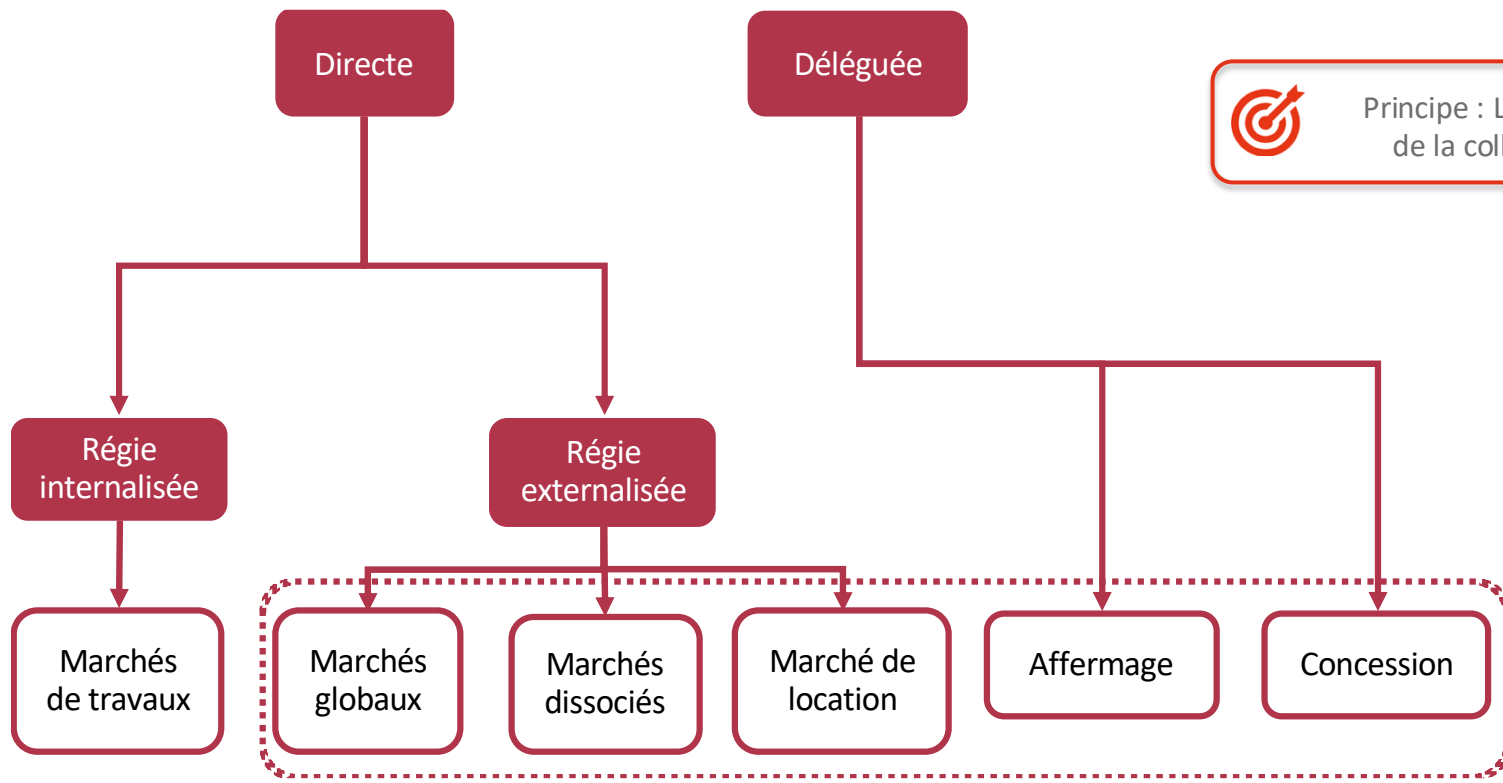 Directe
Déléguée
Principe :
de la
Régie
internalisée
Régie
externalisée
Marchés
de travaux
Marchés
globaux
Marchés
dissociés
Marché de
location
Affermage
Concession